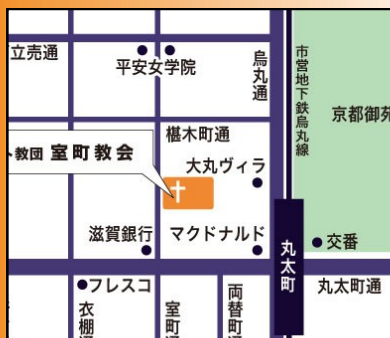 立売通
平安女学院
烏丸通
市営地下鉄烏丸線
京都御苑
椹木町通
教団 室町教会
大丸ヴィラ
滋賀銀行
マクドナルド
丸太町
交番
丸太町通
フレスコ
衣棚通
室町通
両替町通